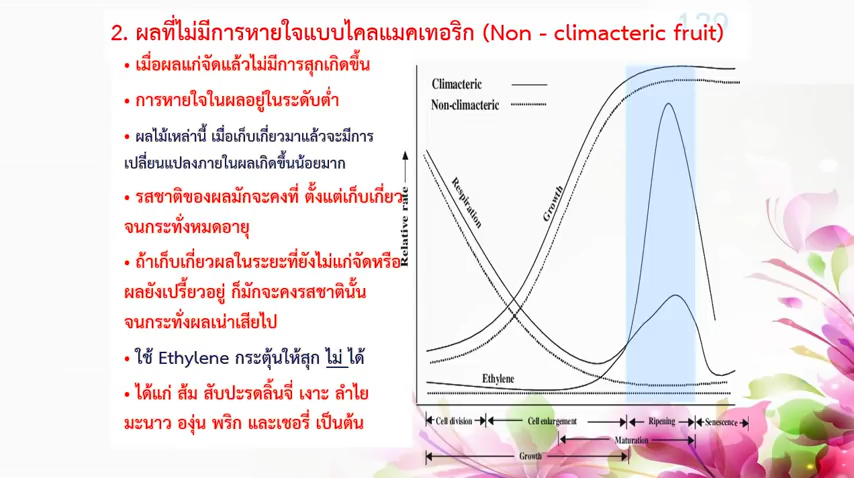 120
2. ผลที่ไม่มีการหายใจแบบไคลแมคเทอริก (Non - climacteric fruit)
• เมื่อผลแก่จัดแล้วไม่มีการสุกเกิดขึ้น
• การหายใจในผลอยู่ในระดับต่ำ
• ผลไม้เหล่านี้ เมื่อเก็บเกี่ยวมาแล้วจะมีการ
เปลี่ยนแปลงภายในผลเกิดขึ้นน้อยมาก
• รสชาติของผลมักจะคงที่ ตั้งแต่เก็บเกี่ยว
จนกระทั่งหมดอายุ
• ถ้าเก็บเกี่ยวผลในระยะที่ยังไม่แก่จัดหรือ
ผลยังเปรี้ยวอยู่ ก็มักจะคงรสชาตินั้น
จนกระทั่งผลเน่าเสียไป
• ใช้ Ethylene กระตุ้นให้สุก ไม่ ได้
• ได้แก่ ส้ม สับปะรดลิ้นจี่ เงาะ ลำไย
มะนาว องุ่น พริก และเชอรี่ เป็นต้น
Climacteric
Non-climacteric
Relative rate
Respiration
Growth
Ethylene
Cell division
Cell enlargement
Ripening
Senescence
Maturation
Growth